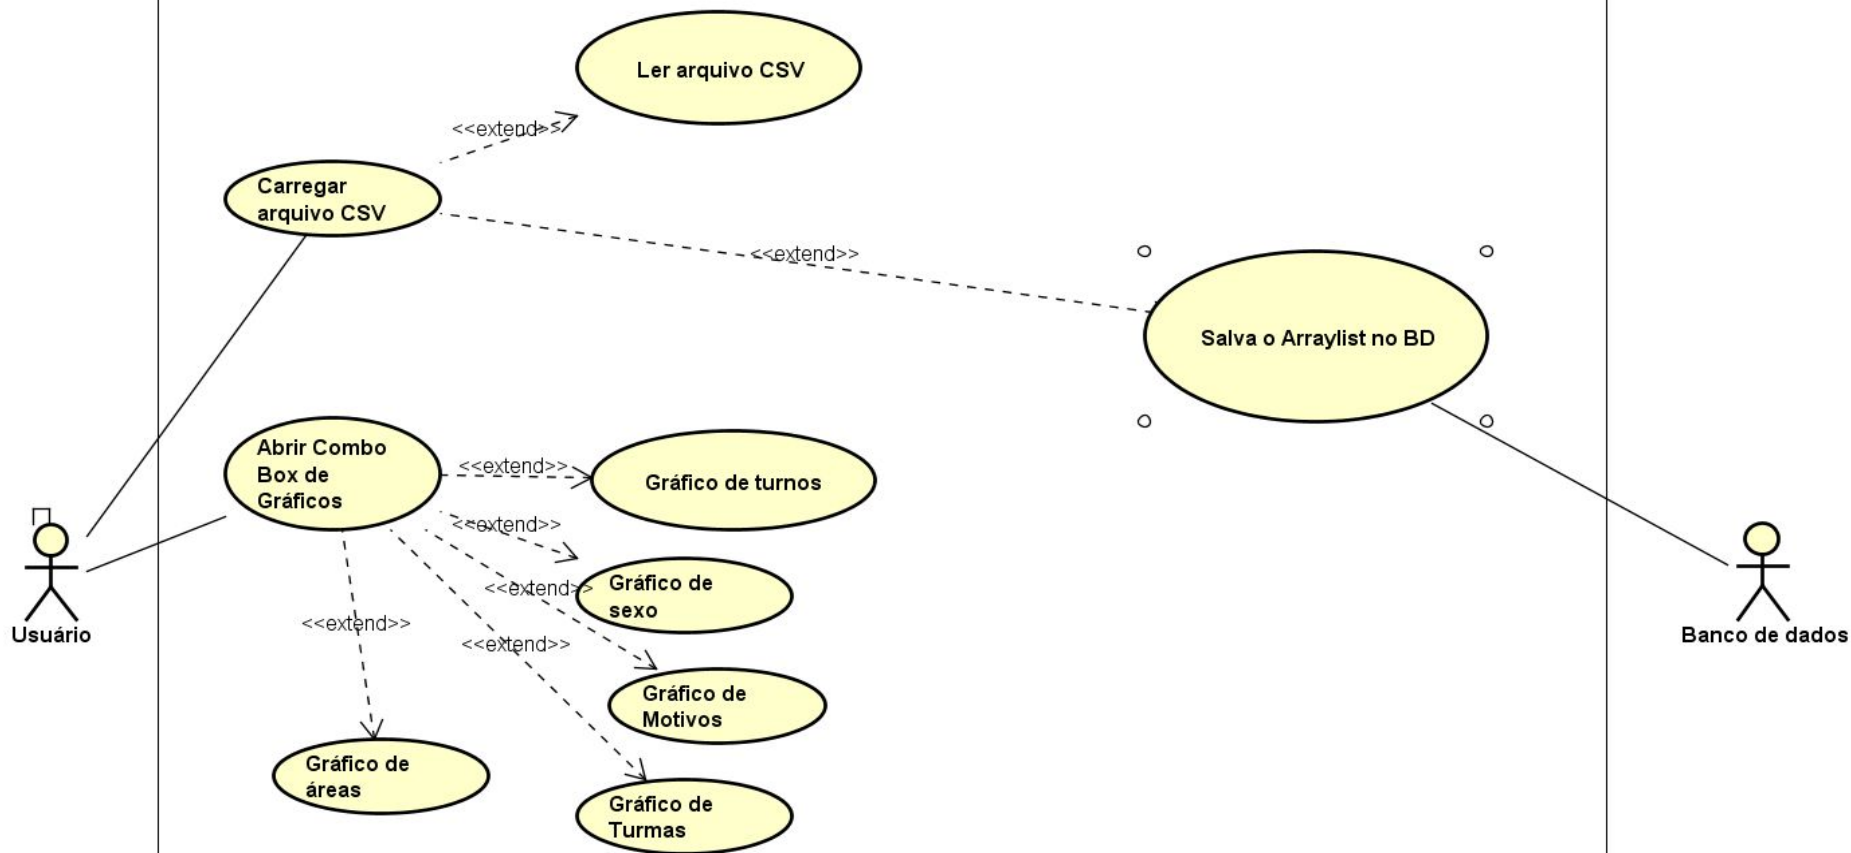 Ler arquivo CSV
<<extend>>
Carregar
arquivo CSV
<<extend>>
Salva o Arraylist no BD
Abrir Combo
Box de
Gráficos
<<extend>>
Gráfico de turnos
<<extend>>
Gráfico de
sexo
<<extend>>
<<extend>>
<<extend>>
Usuário
Banco de dados
Gráfico de
Motivos
Gráfico de
áreas
Gráfico de
Turmas